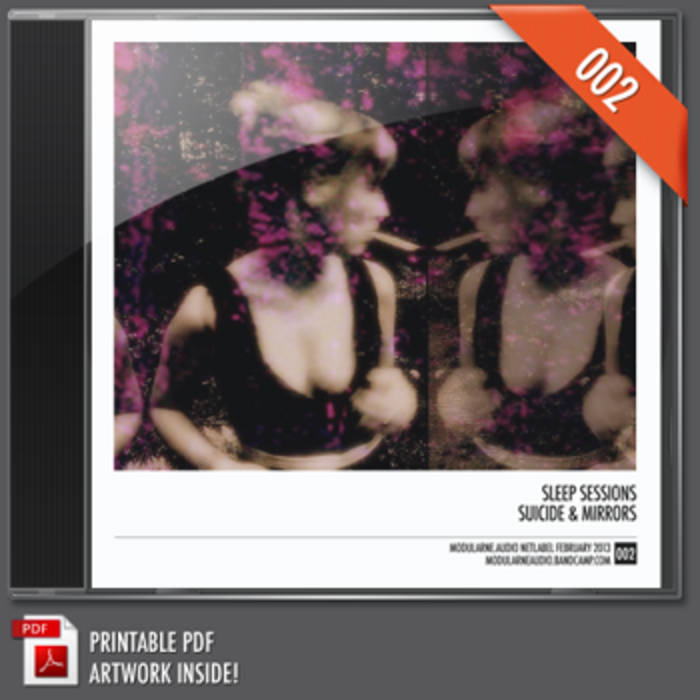 002
SLEEP SESSIONS
SUICIDE & MIRRORS
MODULARNE.AUDIO NETLABEL FEBRUARY 2013
MODULARNEAUDIO.BANDCAMP.COM
002
PDF
PRINTABLE PDF
ARTWORK INSIDE!